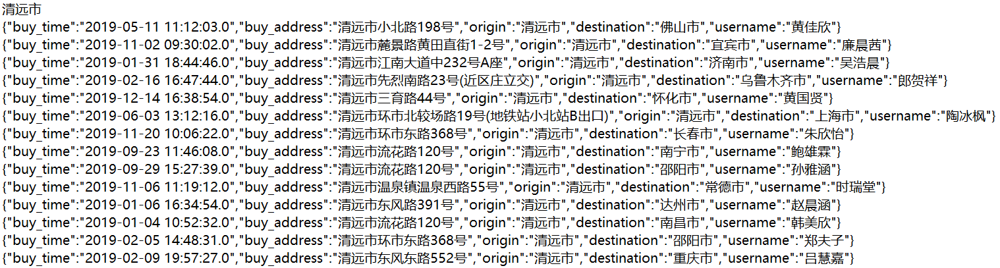 清远市
{"buy_time":"2019-05-11 11:12:03.0","buy_address":"清远市小北路198号","origin":"清远市","destination":"佛山市","username":"黄佳欣"}
{"buy_time":"2019-11-02 09:30:02.0","buy_address":"清远市麓景路黄田直街1-2号","origin":"清远市","destination":"宜宾市","username":"廉晨茜"}
{"buy_time":"2019-01-31 18:44:46.0","buy_address":"清远市江南大道中232号A座","origin":"清远市","destination":"济南市","username":"吴浩晨"}
{"buy_time":"2019-02-16 16:47:44.0","buy_address":"清远市先烈南路23号(近区庄立交)","origin":"清远市","destination":"乌鲁木齐市","username":"郎贺祥"}
{"buy_time":"2019-12-14 16:38:54.0","buy_address":"清远市三育路44号","origin":"清远市","destination":"怀化市","username":"黄国贤"}
{"buy_time":"2019-06-03 13:12:16.0","buy_address":"清远市环市北较场路19号(地铁站小北站B出口)","origin":"清远市","destination":"上海市","username":"陶冰枫"}
{"buy_time":"2019-11-20 10:06:22.0","buy_address":"清远市环市东路368号","origin":"清远市","destination":"长春市","username":"朱欣怡"}
{"buy_time":"2019-09-23 11:46:08.0","buy_address":"清远市流花路120号","origin":"清远市","destination":"南宁市","username":"鲍雄霖"}
{"buy_time":"2019-09-29 15:27:39.0","buy_address":"清远市流花路120号","origin":"清远市","destination":"邵阳市","username":"孙雅涵"}
{"buy_time":"2019-11-06 11:19:12.0","buy_address":"清远市温泉镇温泉西路55号","origin":"清远市","destination":"常德市","username":"时瑞堂"}
{"buy_time":"2019-01-06 16:34:54.0","buy_address":"清远市东风路391号","origin":"清远市","destination":"达州市","username":"赵晨涵"}
{"buy_time":"2019-01-04 10:52:32.0","buy_address":"清远市流花路120号","origin":"清远市","destination":"南昌市","username":"韩美欣"}
{"buy_time":"2019-02-05 14:48:31.0","buy_address":"清远市环市东路368号","origin":"清远市","destination":"邵阳市","username":"郑夫子"}
{"buy_time":"2019-02-09 19:57:27.0","buy_address":"清远市东风东路552号","origin":"清远市","destination":"重庆市","username":"吕慧嘉"}